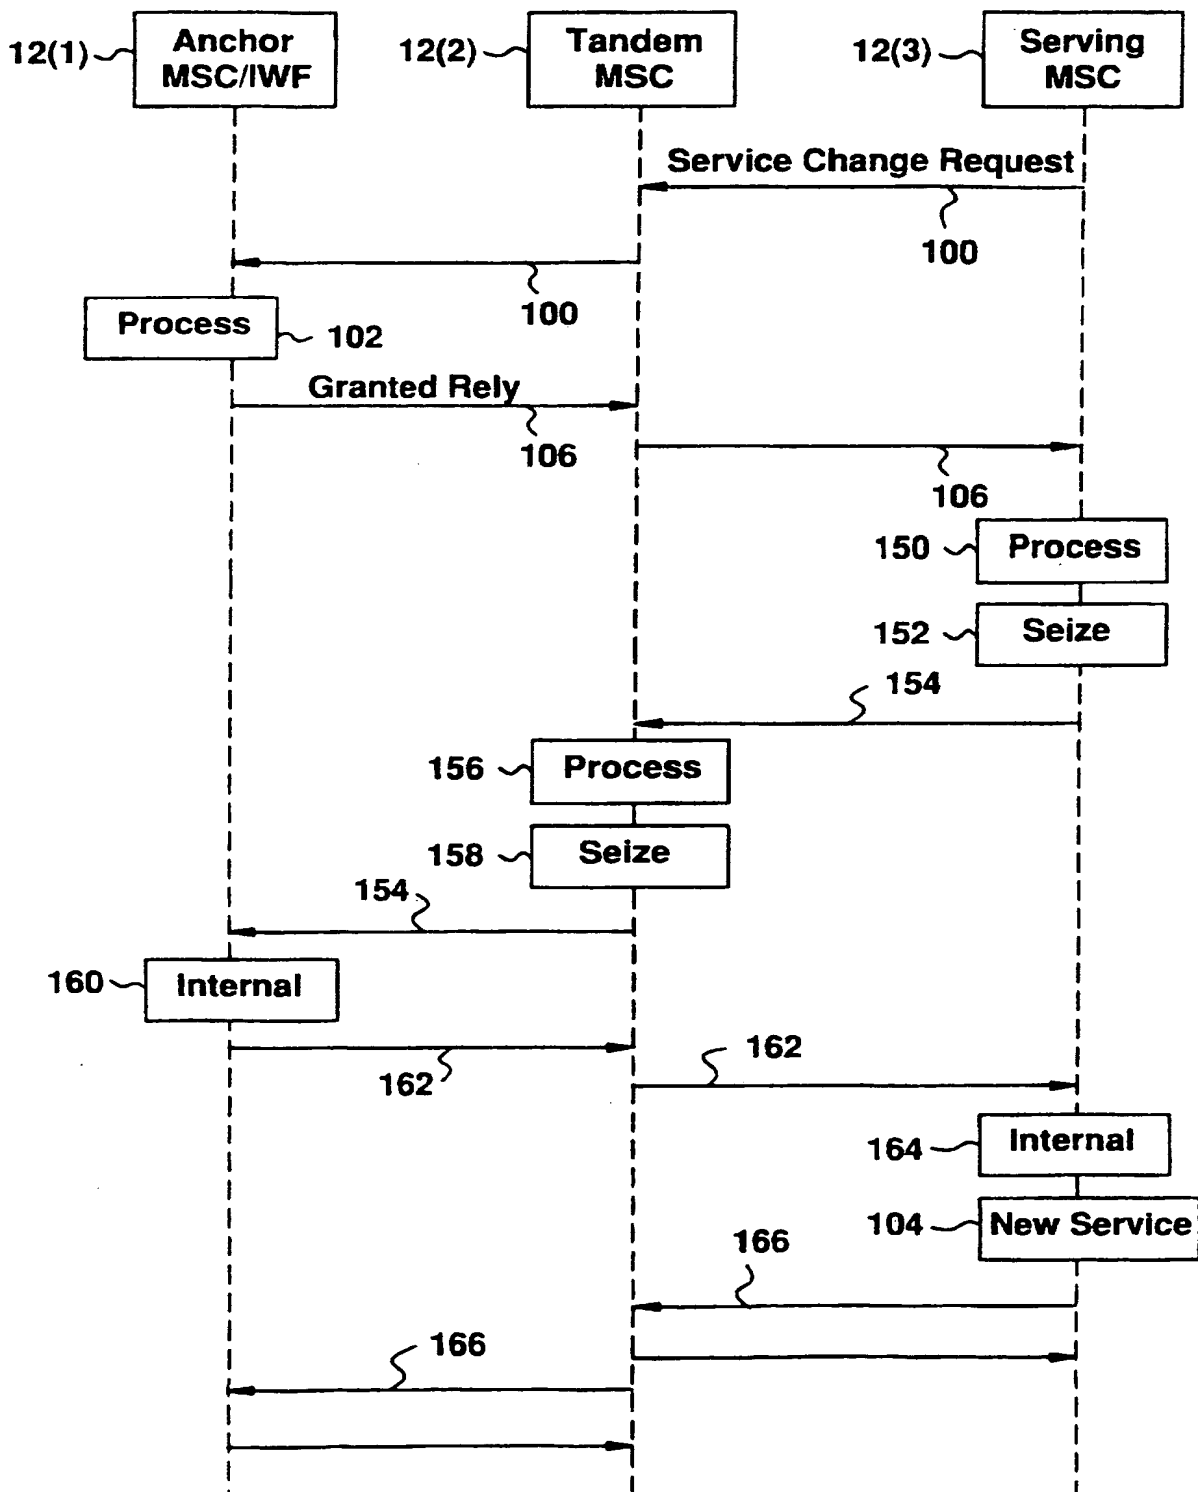 12(1)
Anchor
MSC/IWF
12(2)
Tandem
MSC
12(3)
Serving
MSC
Service Change Request
100
100
Process
102
Granted Rely
106
106
150
Process
152
Seize
154
156
Process
158
Seize
154
160
Internal
162
162
164
Internal
104
New Service
166
166